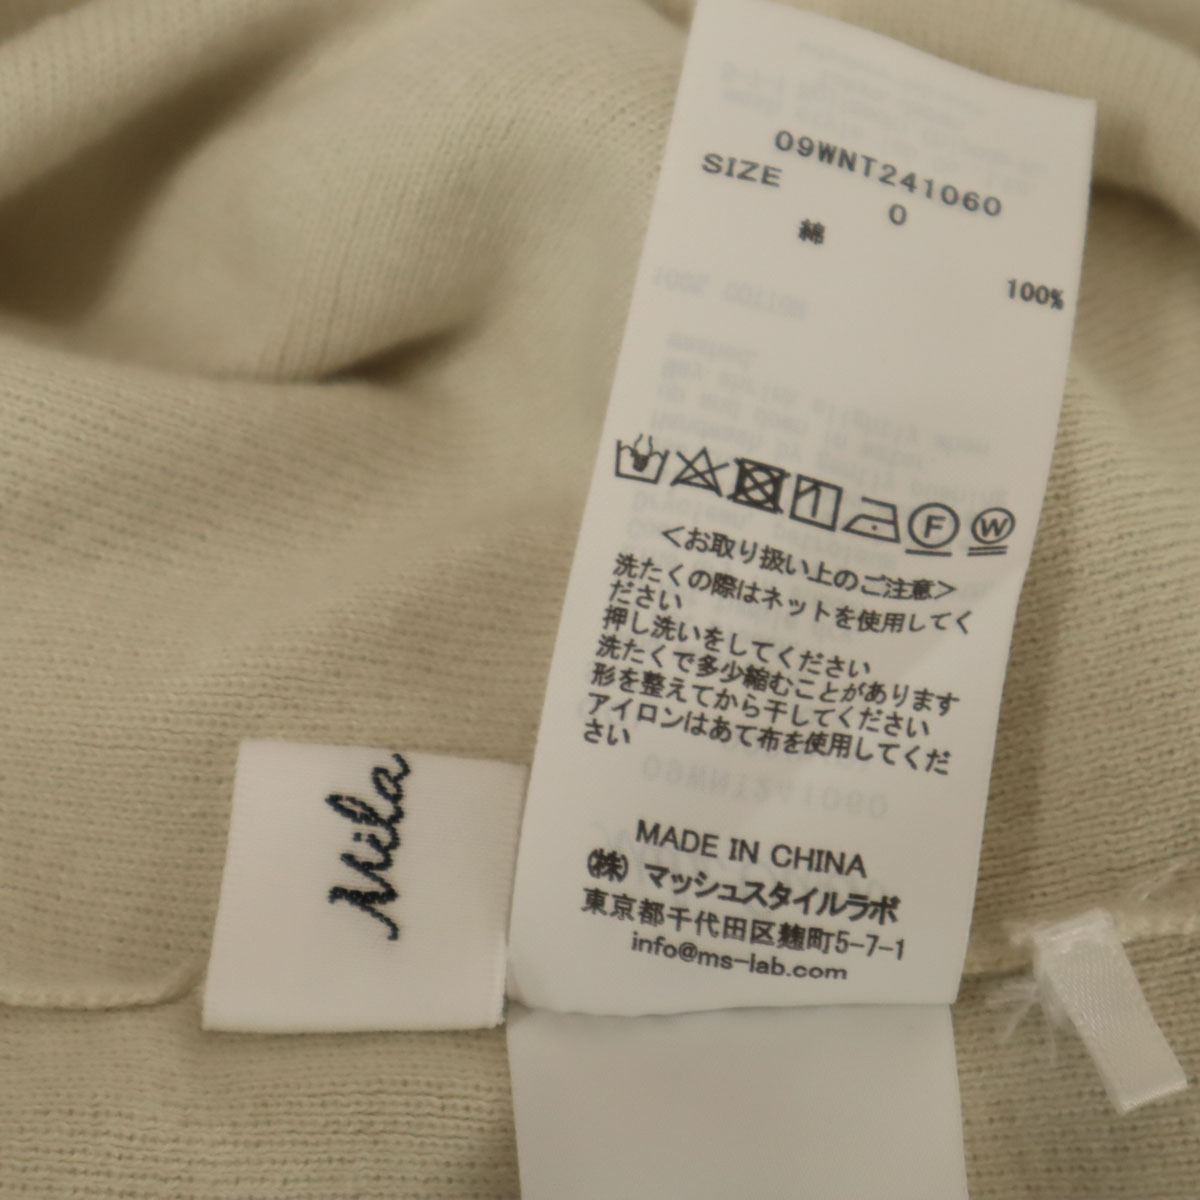 09WNT241060
SIZE 0
綿 100%
F W
<お取り扱い上のご注意>
洗たくの際はネットを使用してく
ださい
押し洗いをしてください
洗たくで多少縮むことがあります
形を整えてから干してください
アイロンはあて布を使用してくだ
さい
MADE IN CHINA
(株) マッシュスタイルラボ
東京都千代田区麹町5-7-1
info@ms-lab.com
Mila